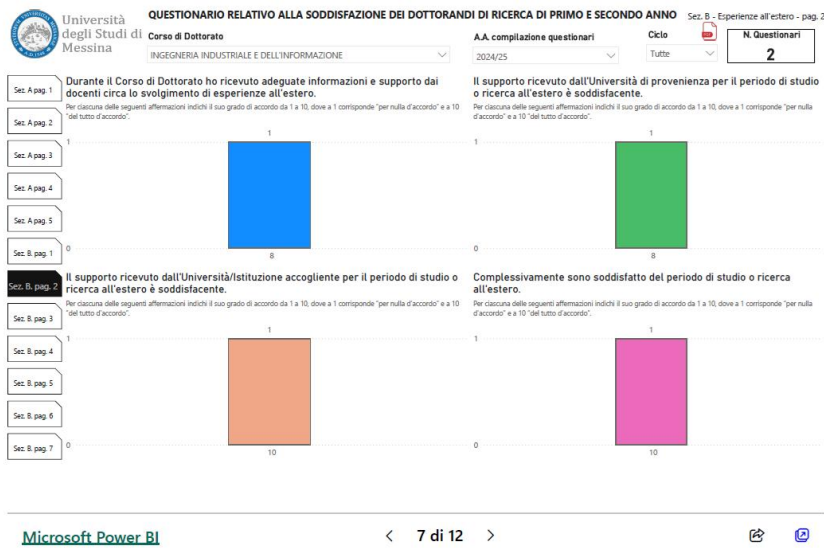 Università
degli Studi di
Messina
QUESTIONARIO RELATIVO ALLA SODDISFAZIONE DEI DOTTORANDI DI RICERCA DI PRIMO E SECONDO ANNO
Sez. B - Esperienze all'estero - pag. 2
Corso di Dottorato
INGEGNERIA INDUSTRIALE E DELL'INFORMAZIONE
A.A. compilazione questionari
2024/25
Ciclo
Tutte
N. Questionari
2
Sez. A pag. 1
Sez. A pag. 2
Sez. A pag. 3
Sez. A pag. 4
Sez. A pag. 5
Sez. B. pag. 1
Sez. B. pag. 2
Sez. B. pag. 3
Sez. B. pag. 4
Sez. B. pag. 5
Sez. B. pag. 6
Sez. B. pag. 7
Durante il Corso di Dottorato ho ricevuto adeguate informazioni e supporto dai
docenti circa lo svolgimento di esperienze all'estero.
Per ciascuna delle seguenti affermazioni indichi il suo grado di accordo da 1 a 10, dove a 1 corrisponde "per nulla d'accordo" e a 10
"del tutto d'accordo".
1
1
0
8
Il supporto ricevuto dall'Università di provenienza per il periodo di studio
o ricerca all'estero è soddisfacente.
Per ciascuna delle seguenti affermazioni indichi il suo grado di accordo da 1 a 10, dove a 1 corrisponde "per nulla
d'accordo" e a 10 "del tutto d'accordo".
1
1
0
8
Il supporto ricevuto dall'Università/Istituzione accogliente per il periodo di studio o
ricerca all'estero è soddisfacente.
Per ciascuna delle seguenti affermazioni indichi il suo grado di accordo da 1 a 10, dove a 1 corrisponde "per nulla d'accordo" e a 10
"del tutto d'accordo".
1
1
0
10
Complessivamente sono soddisfatto del periodo di studio o ricerca
all'estero.
Per ciascuna delle seguenti affermazioni indichi il suo grado di accordo da 1 a 10, dove a 1 corrisponde "per nulla
d'accordo" e a 10 "del tutto d'accordo".
1
1
0
10
Microsoft Power BI
7 di 12